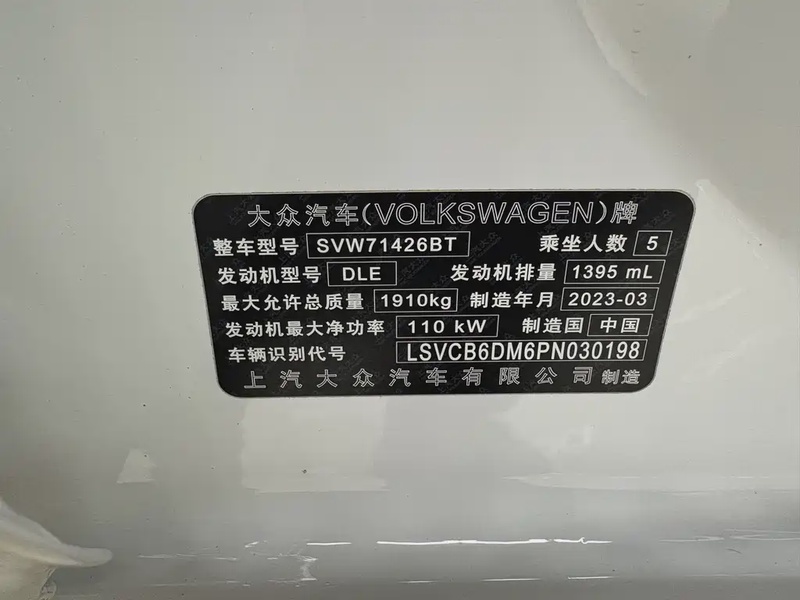 大众汽车(VOLKSWAGEN)牌
整车型号 SVW71426BT 乘坐人数 5
发动机型号 DLE 发动机排量 1395 mL
最大允许总质量 1910kg 制造年月 2023-03
发动机最大净功率 110 kW 制造国 中国
车辆识别代号 LSVCB6DM6PN030198
上汽大众汽车有限公司 制造